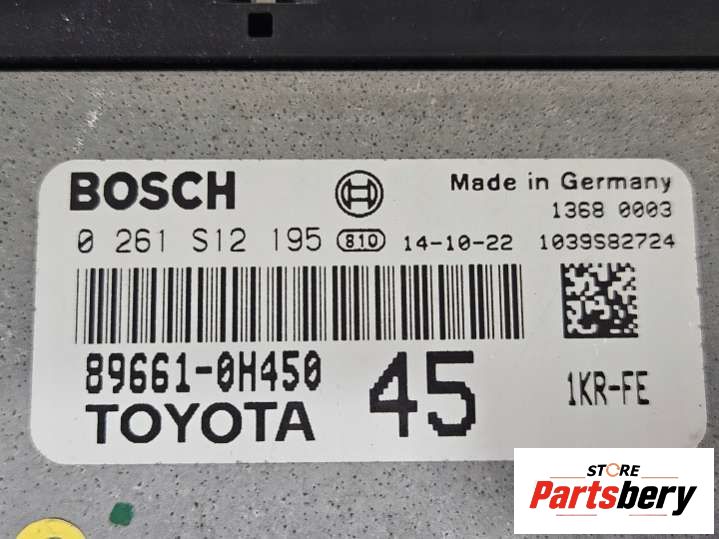 BOSCH
Made in Germany
1368 0003
0 261 S12 195 810 14-10-22 1039S82724
89661-0H450
45
1KR-FE
TOYOTA
STORE
Partsbery